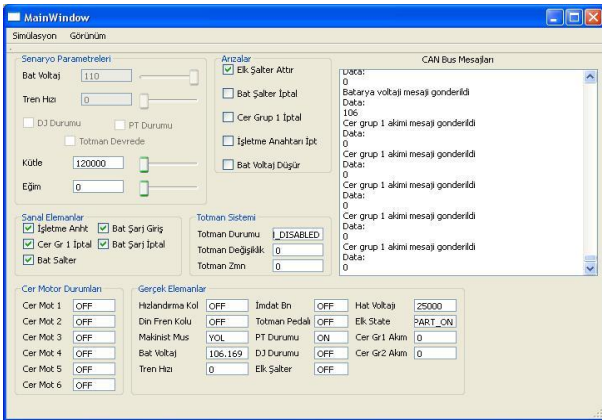 MainWindow
Simülasyon Görünüm
Senaryo Parametreleri
Bat Voltaj 110
Tren Hızı 0
DJ Durumu PT Durumu
Totman Devrede
Kütle 120000
Eğim 0
Arızalar
Elk Şalter Attır
Bat Şalter İptal
Cer Grup 1 İptal
İşletme Anahtarı İpt
Bat Voltaj Düşür
CAN Bus Mesajları
Data:
0
Batarya voltaji mesaji gonderildi
Data:
106
Cer grup 1 akimi mesaji gonderildi
Data:
0
Cer grup 1 akimi mesaji gonderildi
Data:
0
Cer grup 1 akimi mesaji gonderildi
Data:
0
Cer grup 1 akimi mesaji gonderildi
Data:
0
Cer grup 1 akimi mesaji gonderildi
Data:
0
Sanal Elemanlar
İşletme Anht Bat Şarj Giriş
Cer Gr 1 İptal Bat Şarj İptal
Bat Salter
Totman Sistemi
Totman Durumu _DISABLED
Totman Değişiklik 0
Totman Zmn 0
Cer Motor Durumları
Cer Mot 1 OFF
Cer Mot 2 OFF
Cer Mot 3 OFF
Cer Mot 4 OFF
Cer Mot 5 OFF
Cer Mot 6 OFF
Gerçek Elemanlar
Hızlandırma Kol OFF İmdat Bn OFF Hat Voltajı 25000
Din Fren Kolu OFF Totman Pedalı OFF Elk State PART_ON
Makinist Mus YOL PT Durumu ON Cer Gr1 Akım 0
Bat Voltaj 106.169 DJ Durumu OFF Cer Gr2 Akım 0
Tren Hızı 0 Elk Şalter OFF